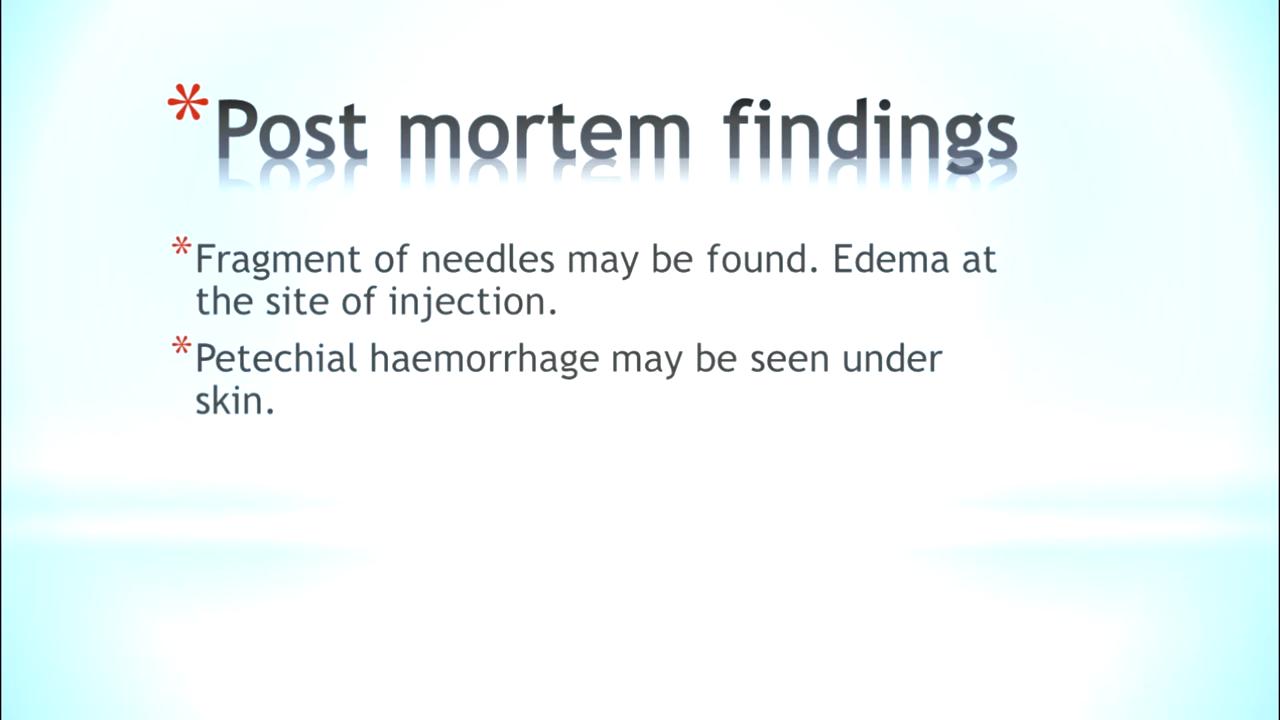 * Post mortem findings
* Fragment of needles may be found. Edema at
the site of injection.
* Petechial haemorrhage may be seen under
skin.